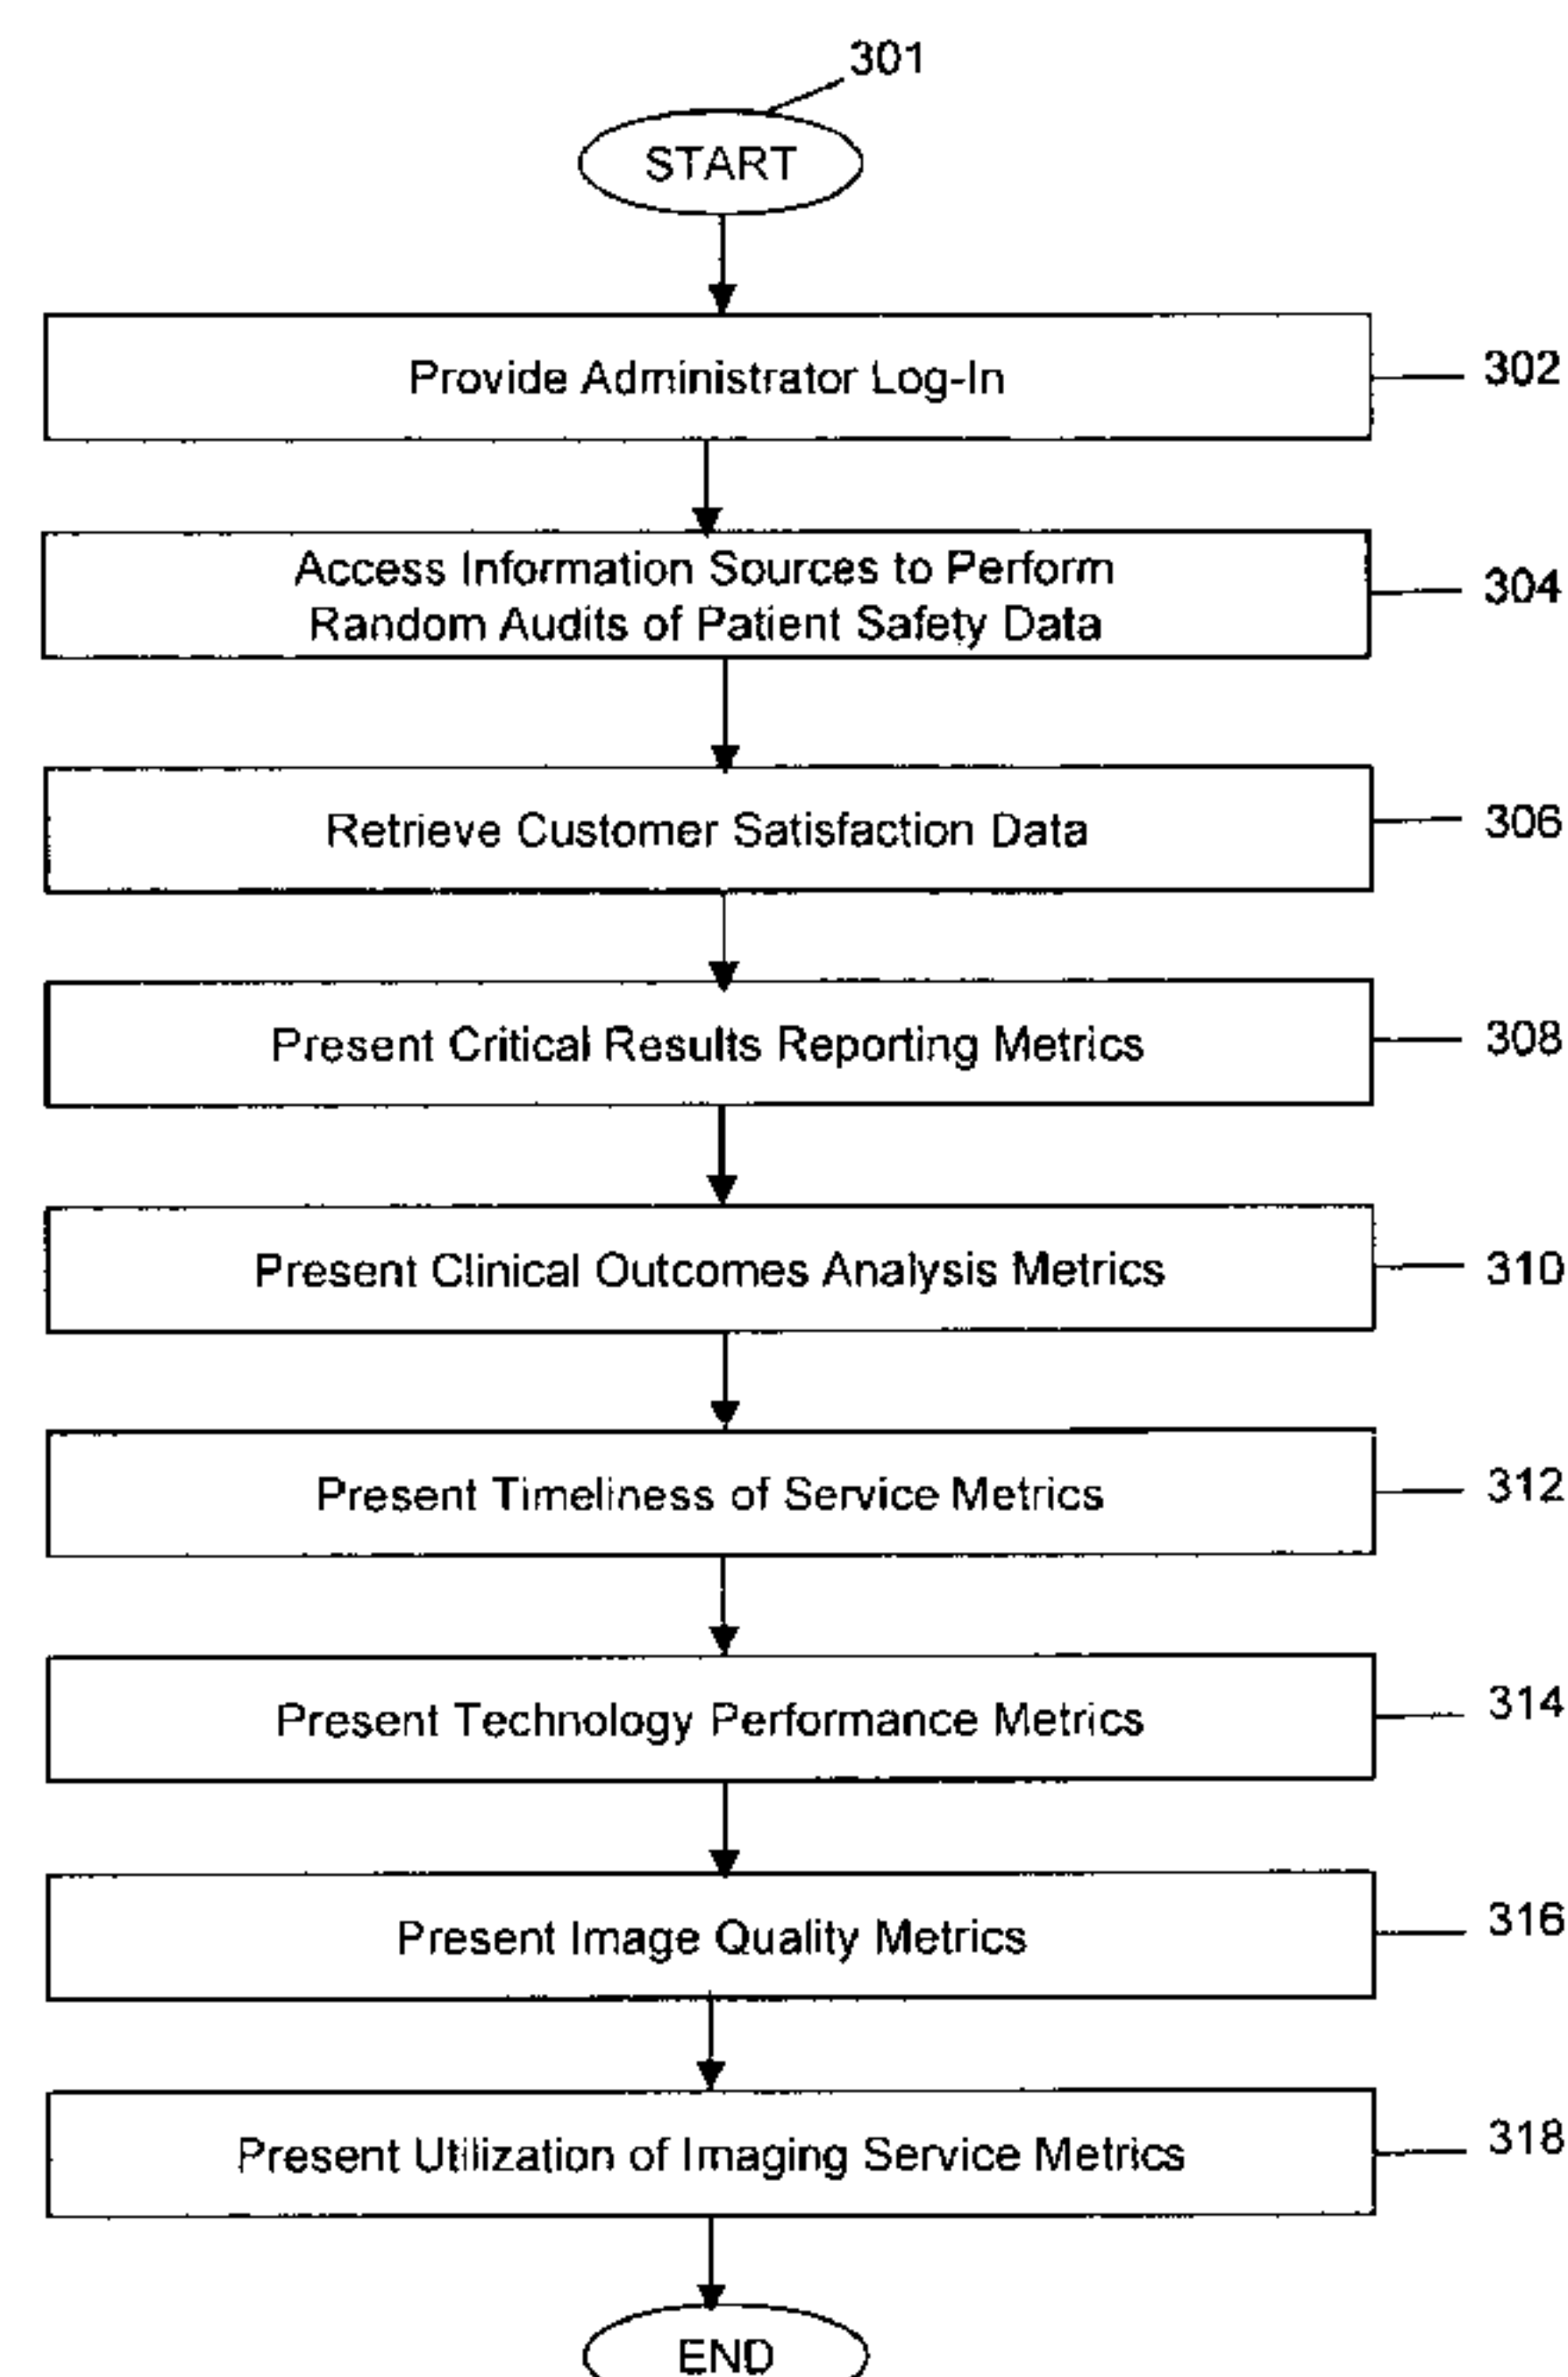 301
START
Provide Administrator Log-In
302
Access Information Sources to Perform
Random Audits of Patient Safety Data
304
Retrieve Customer Satisfaction Data
306
Present Critical Results Reporting Metrics
308
Present Clinical Outcomes Analysis Metrics
310
Present Timeliness of Service Metrics
312
Present Technology Performance Metrics
314
Present Image Quality Metrics
316
Present Utilization of Imaging Service Metrics
318
END